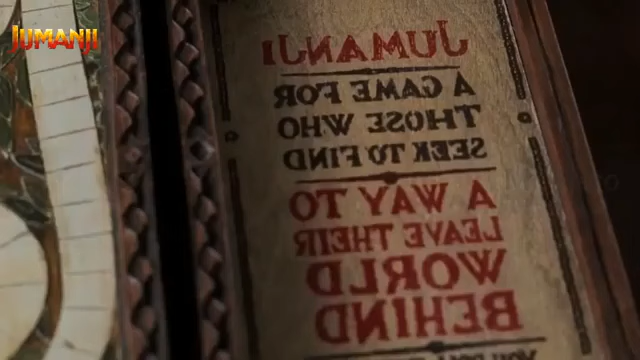 JUMANJI
JUMANJI
A GAME FOR
THOSE WHO
SEEK TO FIND
A WAY TO
LEAVE THEIR
WORLD
BEHIND